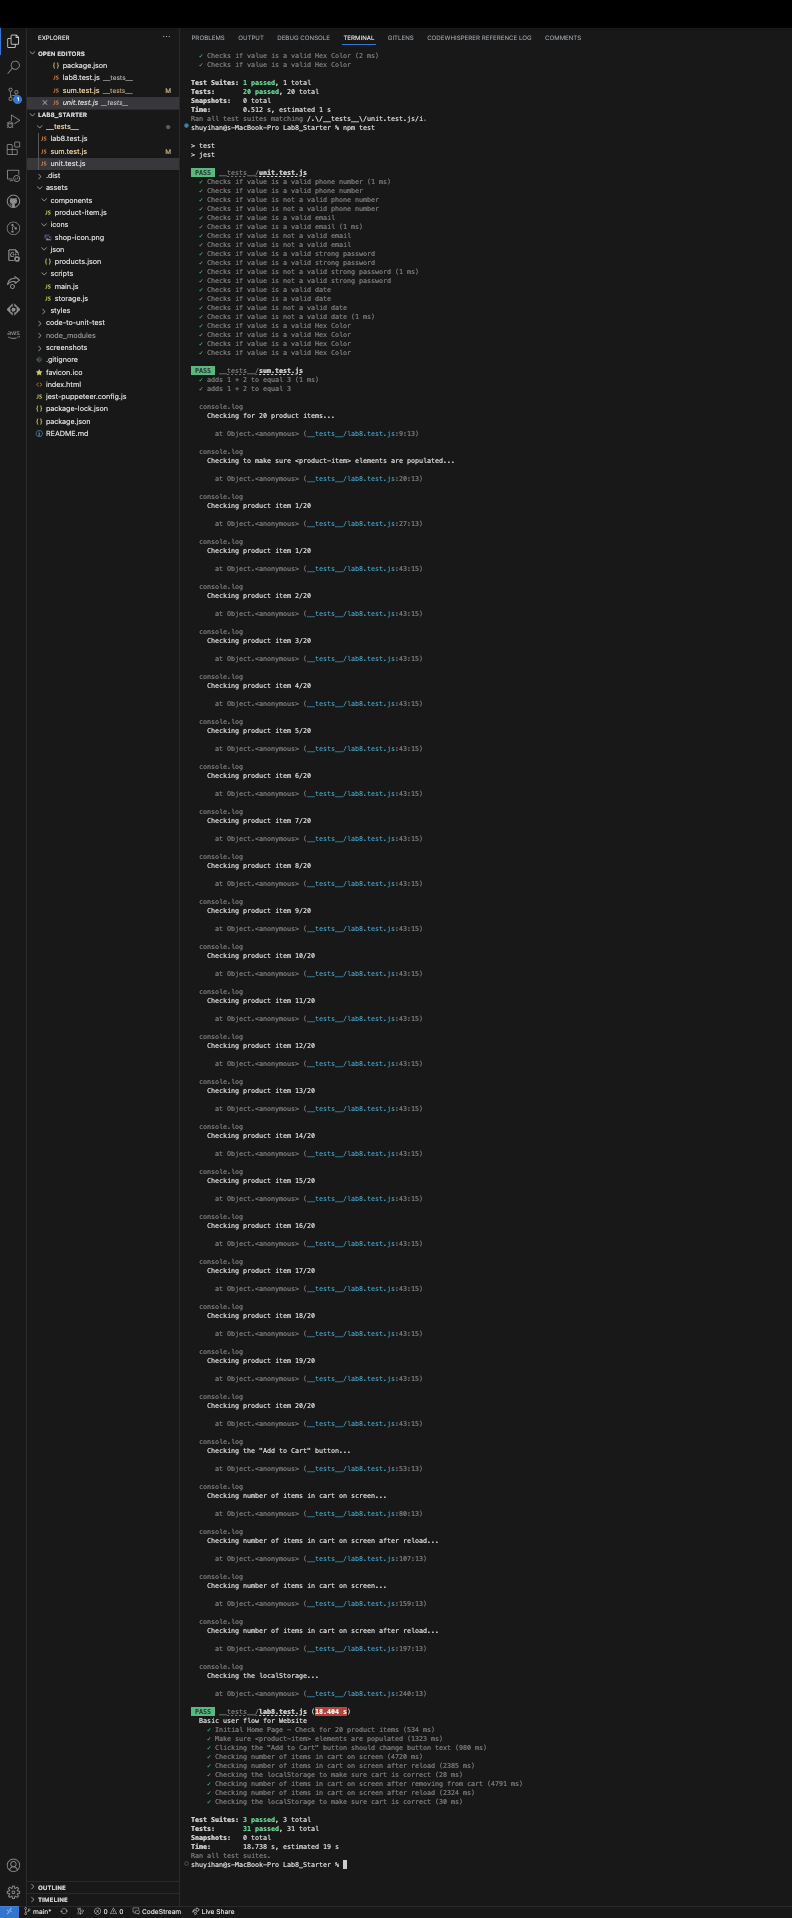 EXPLORER
OPEN EDITORS
package.json
lab8.test.js __tests__
sum.test.js __tests__ M
unit.test.js __tests__
LAB8_STARTER
__tests__
lab8.test.js
sum.test.js M
unit.test.js
.dist
assets
components
product-item.js
icons
shop-icon.png
json
products.json
scripts
main.js
storage.js
styles
code-to-unit-test
node_modules
screenshots
.gitignore
favicon.ico
index.html
jest-puppeteer.config.js
package-lock.json
package.json
README.md
OUTLINE
TIMELINE
PROBLEMS OUTPUT DEBUG CONSOLE TERMINAL GITLENS CODEWHISPERER REFERENCE LOG COMMENTS
✓ Checks if value is a valid Hex Color (2 ms)
✓ Checks if value is a valid Hex Color
Test Suites: 1 passed, 1 total
Tests: 20 passed, 20 total
Snapshots: 0 total
Time: 0.512 s, estimated 1 s
Ran all test suites matching /.\/__tests__\/unit.test.js/i.
shuyihan@s-MacBook-Pro Lab8_Starter % npm test
> test
> jest
PASS __tests__/unit.test.js
✓ Checks if value is a valid phone number (1 ms)
✓ Checks if value is a valid phone number
✓ Checks if value is not a valid phone number
✓ Checks if value is not a valid phone number
✓ Checks if value is a valid email
✓ Checks if value is a valid email (1 ms)
✓ Checks if value is not a valid email
✓ Checks if value is not a valid email
✓ Checks if value is a valid strong password
✓ Checks if value is a valid strong password
✓ Checks if value is not a valid strong password (1 ms)
✓ Checks if value is not a valid strong password
✓ Checks if value is a valid date
✓ Checks if value is a valid date
✓ Checks if value is not a valid date
✓ Checks if value is not a valid date (1 ms)
✓ Checks if value is a valid Hex Color
✓ Checks if value is a valid Hex Color
✓ Checks if value is a valid Hex Color
✓ Checks if value is a valid Hex Color
PASS __tests__/sum.test.js
✓ adds 1 + 2 to equal 3 (1 ms)
✓ adds 1 + 2 to equal 3
console.log
Checking for 20 product items...
at Object.<anonymous> (__tests__/lab8.test.js:9:13)
console.log
Checking to make sure <product-item> elements are populated...
at Object.<anonymous> (__tests__/lab8.test.js:20:13)
console.log
Checking product item 1/20
at Object.<anonymous> (__tests__/lab8.test.js:27:13)
console.log
Checking product item 1/20
at Object.<anonymous> (__tests__/lab8.test.js:43:15)
console.log
Checking product item 2/20
at Object.<anonymous> (__tests__/lab8.test.js:43:15)
console.log
Checking product item 3/20
at Object.<anonymous> (__tests__/lab8.test.js:43:15)
console.log
Checking product item 4/20
at Object.<anonymous> (__tests__/lab8.test.js:43:15)
console.log
Checking product item 5/20
at Object.<anonymous> (__tests__/lab8.test.js:43:15)
console.log
Checking product item 6/20
at Object.<anonymous> (__tests__/lab8.test.js:43:15)
console.log
Checking product item 7/20
at Object.<anonymous> (__tests__/lab8.test.js:43:15)
console.log
Checking product item 8/20
at Object.<anonymous> (__tests__/lab8.test.js:43:15)
console.log
Checking product item 9/20
at Object.<anonymous> (__tests__/lab8.test.js:43:15)
console.log
Checking product item 10/20
at Object.<anonymous> (__tests__/lab8.test.js:43:15)
console.log
Checking product item 11/20
at Object.<anonymous> (__tests__/lab8.test.js:43:15)
console.log
Checking product item 12/20
at Object.<anonymous> (__tests__/lab8.test.js:43:15)
console.log
Checking product item 13/20
at Object.<anonymous> (__tests__/lab8.test.js:43:15)
console.log
Checking product item 14/20
at Object.<anonymous> (__tests__/lab8.test.js:43:15)
console.log
Checking product item 15/20
at Object.<anonymous> (__tests__/lab8.test.js:43:15)
console.log
Checking product item 16/20
at Object.<anonymous> (__tests__/lab8.test.js:43:15)
console.log
Checking product item 17/20
at Object.<anonymous> (__tests__/lab8.test.js:43:15)
console.log
Checking product item 18/20
at Object.<anonymous> (__tests__/lab8.test.js:43:15)
console.log
Checking product item 19/20
at Object.<anonymous> (__tests__/lab8.test.js:43:15)
console.log
Checking product item 20/20
at Object.<anonymous> (__tests__/lab8.test.js:43:15)
console.log
Checking the "Add to Cart" button...
at Object.<anonymous> (__tests__/lab8.test.js:53:13)
console.log
Checking number of items in cart on screen...
at Object.<anonymous> (__tests__/lab8.test.js:80:13)
console.log
Checking number of items in cart on screen after reload...
at Object.<anonymous> (__tests__/lab8.test.js:107:13)
console.log
Checking number of items in cart on screen...
at Object.<anonymous> (__tests__/lab8.test.js:159:13)
console.log
Checking number of items in cart on screen after reload...
at Object.<anonymous> (__tests__/lab8.test.js:197:13)
console.log
Checking the localStorage...
at Object.<anonymous> (__tests__/lab8.test.js:240:13)
PASS __tests__/lab8.test.js (18.404 s)
Basic user flow for Website
✓ Initial Home Page - Check for 20 product items (534 ms)
✓ Make sure <product-item> elements are populated (1323 ms)
✓ Clicking the "Add to Cart" button should change button text (980 ms)
✓ Checking number of items in cart on screen (4720 ms)
✓ Checking number of items in cart on screen after reload (2385 ms)
✓ Checking the localStorage to make sure cart is correct (28 ms)
✓ Checking number of items in cart on screen after removing from cart (4791 ms)
✓ Checking number of items in cart on screen after reload (2324 ms)
✓ Checking the localStorage to make sure cart is correct (30 ms)
Test Suites: 3 passed, 3 total
Tests: 31 passed, 31 total
Snapshots: 0 total
Time: 18.738 s, estimated 19 s
Ran all test suites.
shuyihan@s-MacBook-Pro Lab8_Starter %
main* 0 0 CodeStream Live Share